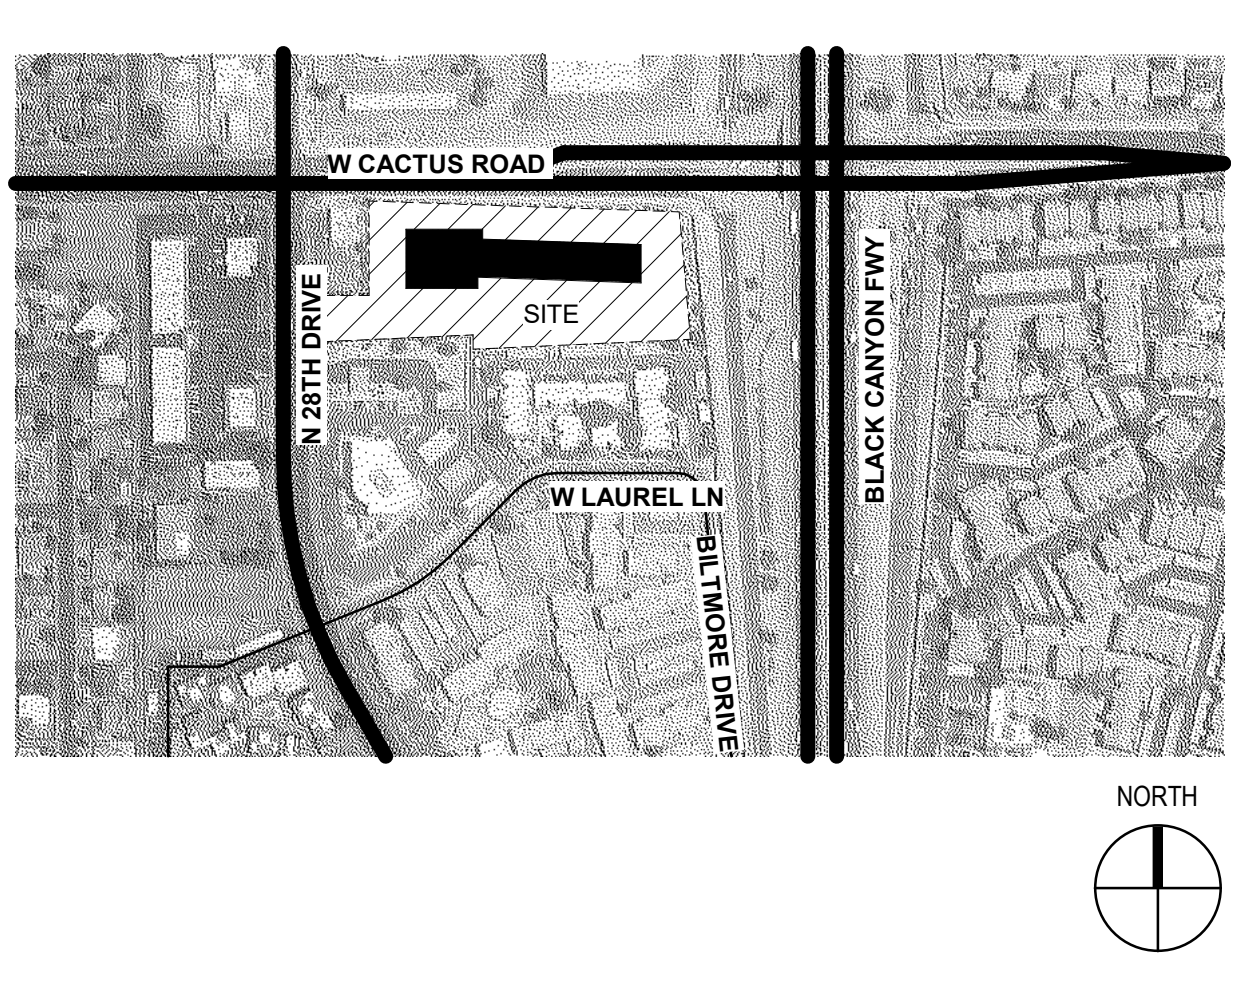 W CACTUS ROAD
N 28TH DRIVE
SITE
BLACK CANYON FWY
W LAUREL LN
BILTMORE DRIVE
NORTH